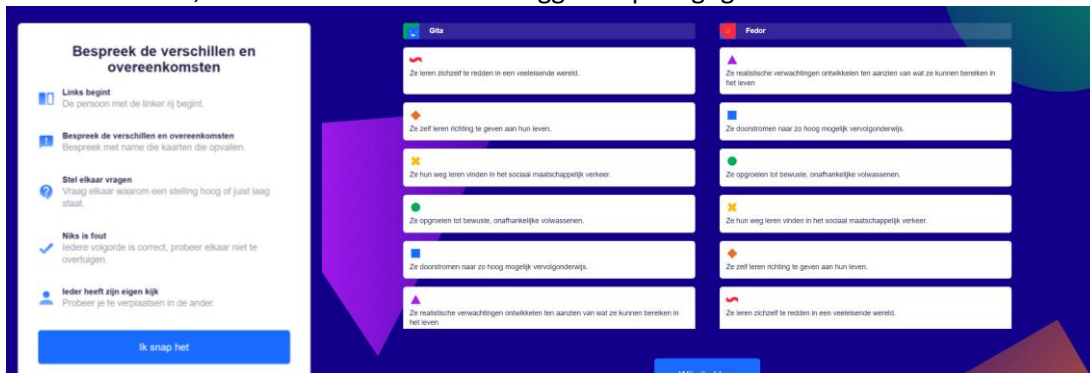 Bespreek de verschillen en
overeenkomsten
Links begint
De persoon met de linker rij begint.
Bespreek de verschillen en overeenkomsten
Bespreek met name die kaarten die opvallen.
Stel elkaar vragen
Vraag elkaar waarom een stelling hoog of juist laag
staat.
Niks is fout
Iedere volgorde is correct, probeer elkaar niet te
overtuigen.
Ieder heeft zijn eigen kijk
Probeer je te verplaatsen in de ander.
Ik snap het
Gita
Ze leren zichzelf te redden in een veeleisende wereld.
Ze zelf leren richting te geven aan hun leven.
Ze hun weg leren vinden in het sociaal maatschappelijk verkeer.
Ze opgroeien tot bewuste, onafhankelijke volwassenen.
Ze doorstromen naar zo hoog mogelijk vervolgonderwijs.
Ze realistische verwachtingen ontwikkelen ten aanzien van wat ze kunnen bereiken in
het leven
Fedor
Ze realistische verwachtingen ontwikkelen ten aanzien van wat ze kunnen bereiken in
het leven
Ze doorstromen naar zo hoog mogelijk vervolgonderwijs.
Ze opgroeien tot bewuste, onafhankelijke volwassenen.
Ze hun weg leren vinden in het sociaal maatschappelijk verkeer.
Ze zelf leren richting te geven aan hun leven.
Ze leren zichzelf te redden in een veeleisende wereld.